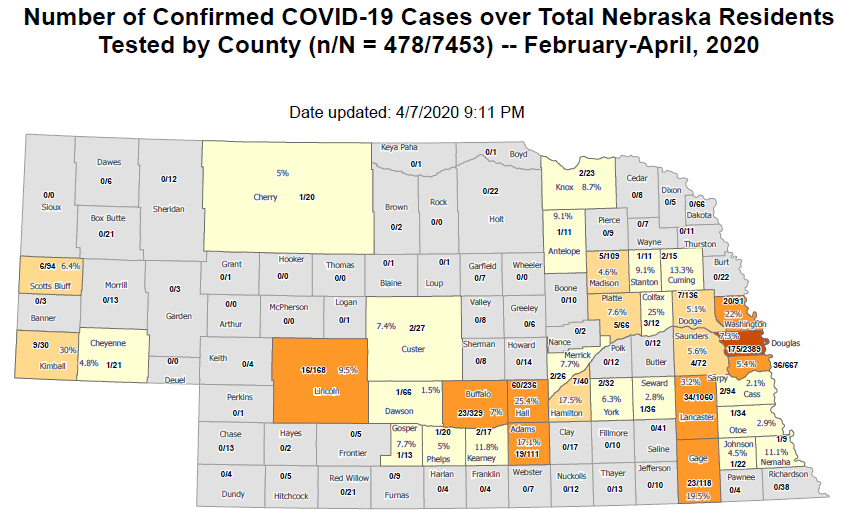 Number of Confirmed COVID-19 Cases over Total Nebraska Residents
Tested by County (n/N = 478/7453) -- February-April, 2020
Date updated: 4/7/2020 9:11 PM
0/0
Sioux
Dawes
0/6
0/12
Sheridan
Box Butte
0/21
5%
Cherry 1/20
Keya Paha
0/1
0/1 Boyd
Brown
0/2
Rock
0/0
0/22
Holt
2/23
Knox 8.7%
Cedar
0/8
Dixon
0/5
0/66
Dakota
9.1%
1/11
Antelope
Pierce
0/9
0/7
Wayne
0/11
Thurston
6/94 6.4%
Scotts Bluff
Morrill
0/13
0/3
Garden
Grant
0/1
Hooker
0/0
Thomas
0/0
0/1
Blaine
0/1
Loup
Garfield
0/7
Wheeler
0/0
Boone
0/10
5/109
4.6%
Madison
1/11
9.1%
Stanton
2/15
13.3%
Cuming
Burt
0/22
0/3
Banner
0/0
Arthur
McPherson
0/0
Logan
0/1
7.4% 2/27
Custer
Valley
0/8
Greeley
0/6
Platte
7.6%
5/66
Colfax
25%
3/12
7/136
5.1%
Dodge
20/91
22%
Washington
9/30
30%
Kimball
Cheyenne
4.8% 1/21
0/0
Deuel
Keith
0/4
16/168 9.5%
Lincoln
Sherman
0/8
Howard
0/14
0/2
Nance
Merrick
7.7%
2/26
Polk
0/12
0/12
Butler
Saunders
5.6%
4/72
7.3%
175/2389
Douglas
5.4%
36/667
Sarpy
Perkins
0/1
1/66 1.5%
Dawson
Buffalo
23/329 7%
60/236
25.4%
Hall
7/40
17.5%
Hamilton
2/32
6.3%
York
Seward
2.8%
1/36
3.2%
34/1060
Lancaster
2/94 2.1%
Cass
1/34
2.9%
Otoe
Chase
0/13
Hayes
0/2
0/5
Frontier
Gosper
7.7%
1/13
1/20
5%
Phelps
2/17
11.8%
Kearney
Adams
17.1%
19/111
Clay
0/17
Fillmore
0/10
0/41
Saline
Gage
23/118
19.5%
Johnson
4.5%
1/22
1/9
11.1%
Nemaha
0/4
Dundy
0/5
Hitchcock
Red Willow
0/21
0/9
Furnas
Harlan
0/4
Franklin
0/4
Webster
0/7
Nuckolls
0/12
Thayer
0/13
Jefferson
0/10
Pawnee
0/4
Richardson
0/38